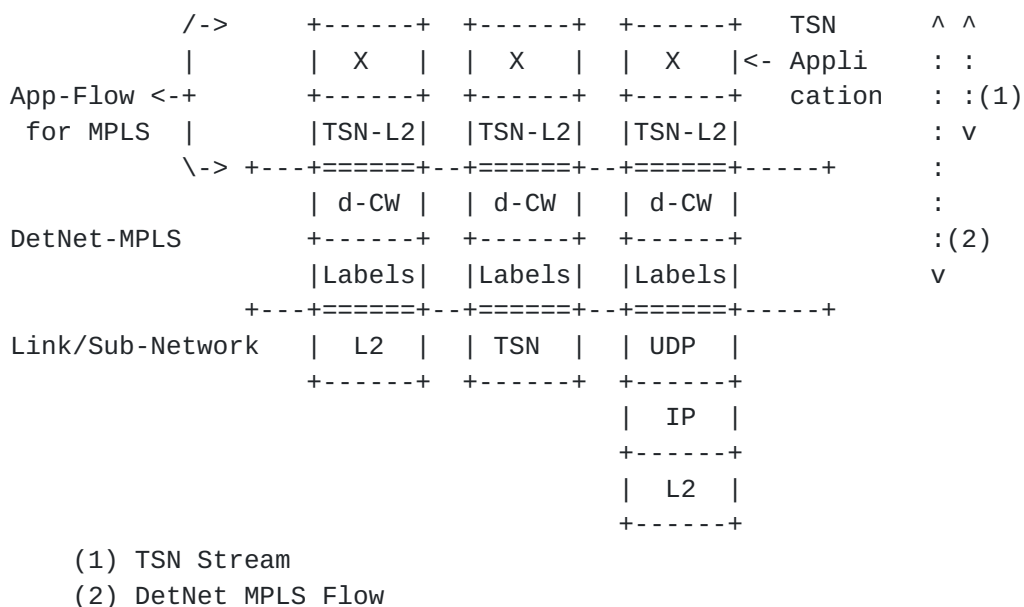 /->     +------+  +------+  +------+   TSN      ^ ^
           |       |  X   |  |  X   |  |  X   |<- Appli    : :
App-Flow <-+       +------+  +------+  +------+   cation   : :(1)
 for MPLS  |       |TSN-L2|  |TSN-L2|  |TSN-L2|            : v
           \-> +---+======+--+======+--+======+-----+      :
                   | d-CW |  | d-CW |  | d-CW |            :
DetNet-MPLS        +------+  +------+  +------+            :(2)
                   |Labels|  |Labels|  |Labels|            v
               +---+======+--+======+--+======+-----+
Link/Sub-Network   |  L2  |  | TSN  |  | UDP  |
                   +------+  +------+  +------+
                                       |  IP  |
                                       +------+
                                       |  L2  |
                                       +------+
    (1) TSN Stream
    (2) DetNet MPLS Flow